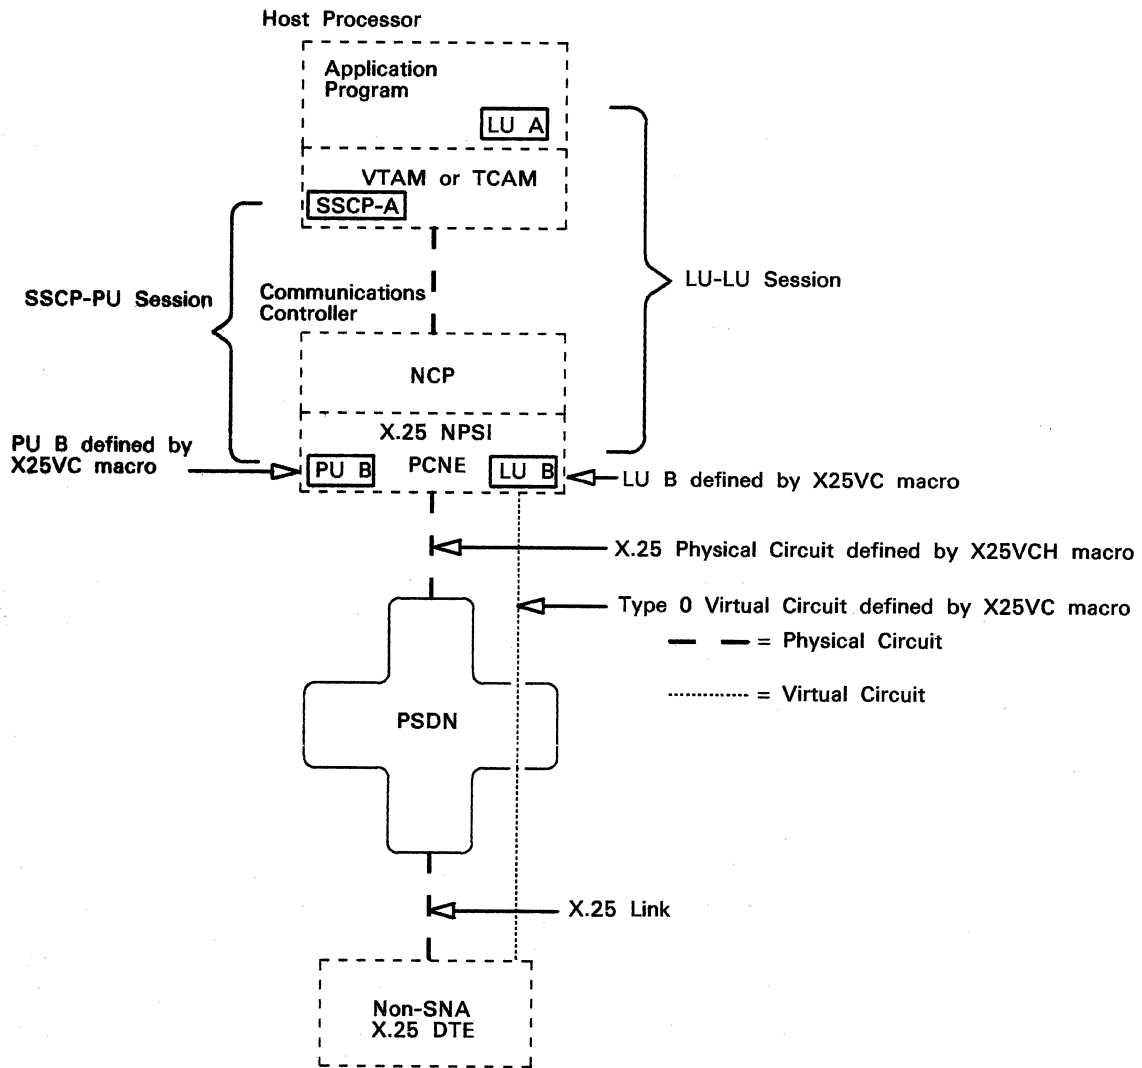 Host Processor
Application
Program
LU A
VTAM or TCAM
SSCP-A
SSCP-PU Session
LU-LU Session
Communications
Controller
NCP
X.25 NPSI
PU B defined by
X25VC macro
PU B
PCNE
LU B
LU B defined by X25VC macro
X.25 Physical Circuit defined by X25VCH macro
Type 0 Virtual Circuit defined by X25VC macro
= Physical Circuit
= Virtual Circuit
PSDN
X.25 Link
Non-SNA
X.25 DTE